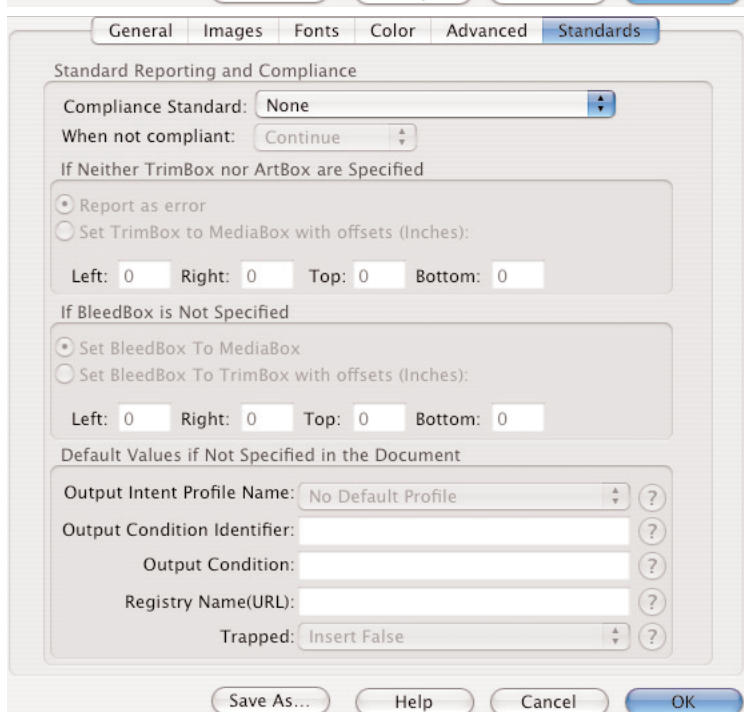 General Images Fonts Color Advanced Standards
Standard Reporting and Compliance
Compliance Standard: None
When not compliant: Continue
If Neither TrimBox nor ArtBox are Specified
Report as error
Set TrimBox to MediaBox with offsets (Inches):
Left: 0 Right: 0 Top: 0 Bottom: 0
If BleedBox is Not Specified
Set BleedBox To MediaBox
Set BleedBox To TrimBox with offsets (Inches):
Left: 0 Right: 0 Top: 0 Bottom: 0
Default Values if Not Specified in the Document
Output Intent Profile Name: No Default Profile ?
Output Condition Identifier: ?
Output Condition: ?
Registry Name(URL): ?
Trapped: Insert False ?
Save As... Help Cancel OK